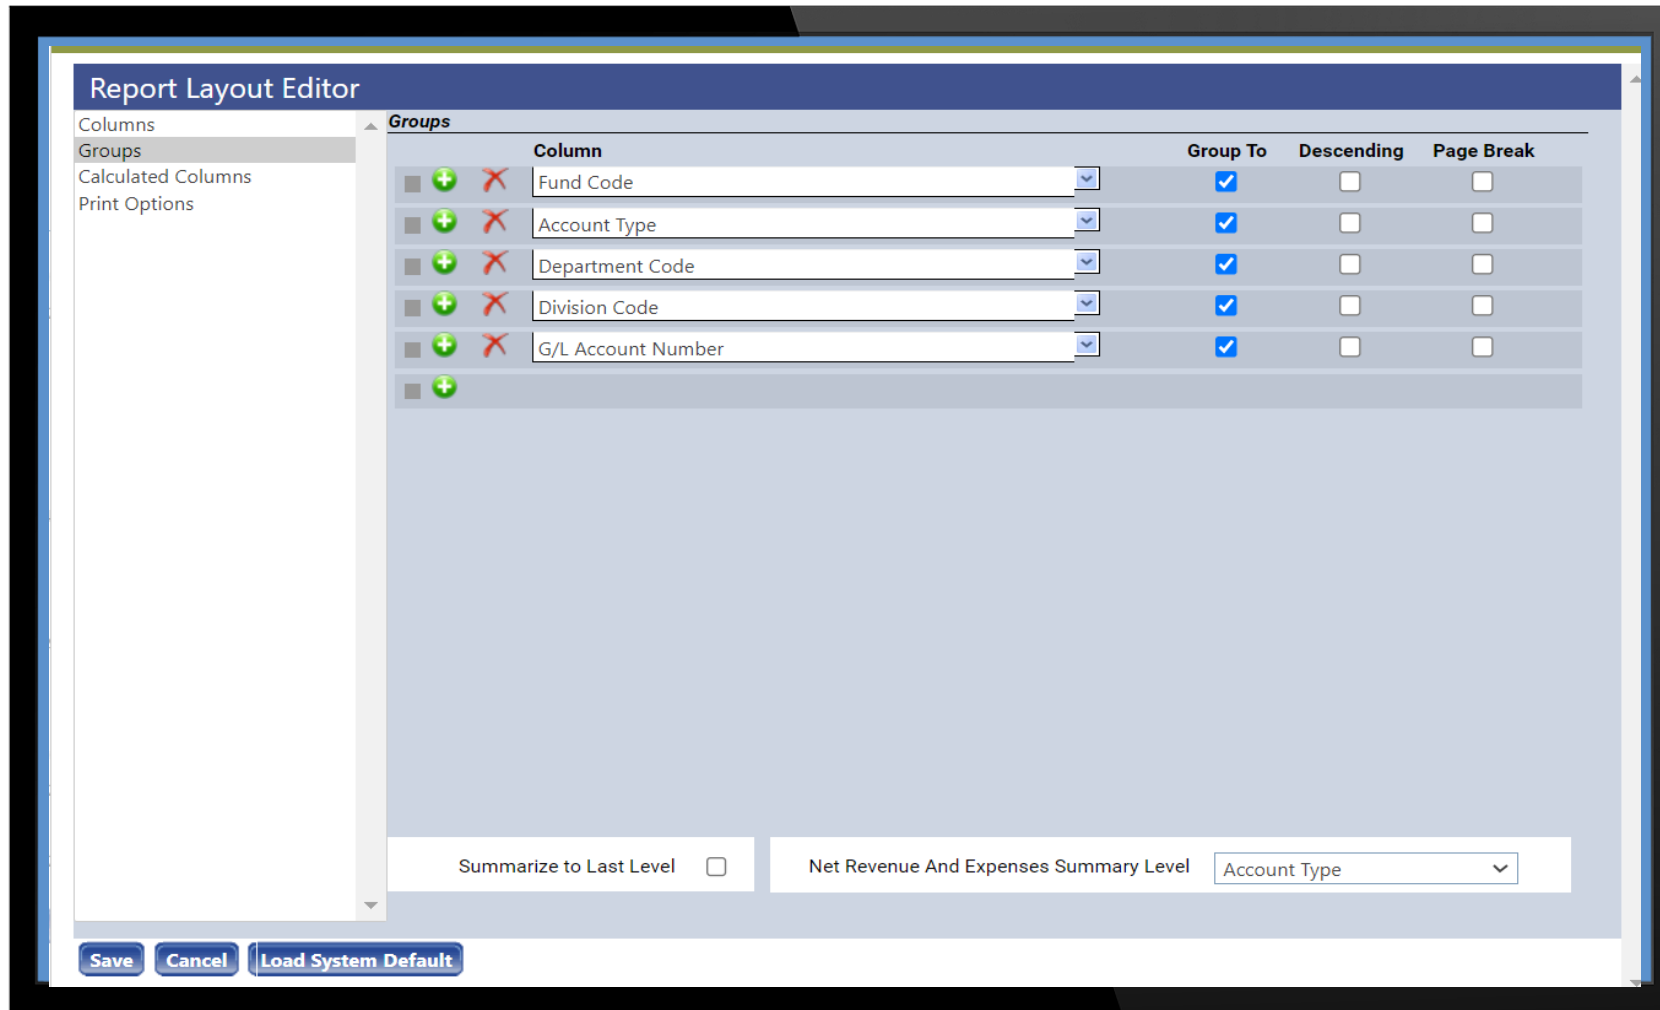 Report Layout Editor
Columns
Groups
Calculated Columns
Print Options
Groups
Column Group To Descending Page Break
Fund Code
Account Type
Department Code
Division Code
G/L Account Number
Summarize to Last Level Net Revenue And Expenses Summary Level Account Type
Save Cancel Load System Default